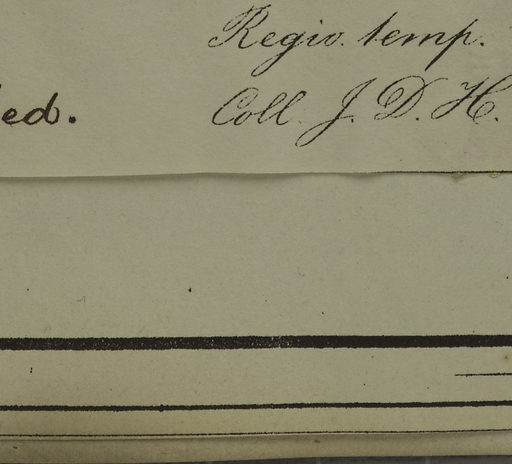 Regio. temp.
ed. Coll. J. D. H.